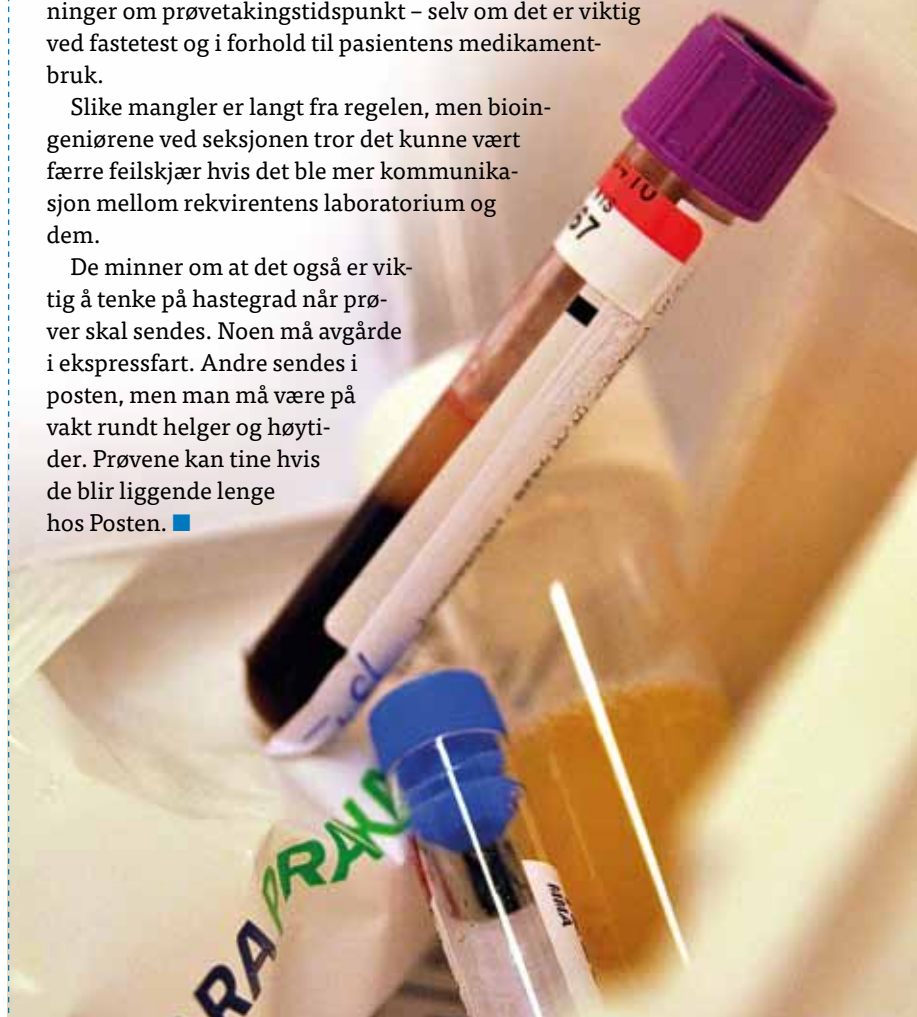 ninger om prøvetakingstidspunkt – selv om det er viktig
ved fastetest og i forhold til pasientens medikament-
bruk.
Slike mangler er langt fra regelen, men bioin-
geniørene ved seksjonen tror det kunne vært
færre feilskjær hvis det ble mer kommunika-
sjon mellom rekvirentens laboratorium og
dem.
De minner om at det også er vik-
tig å tenke på hastegrad når prø-
ver skal sendes. Noen må avgårde
i ekspressfart. Andre sendes i
posten, men man må være på
vakt rundt helger og høyti-
der. Prøvene kan tine hvis
de blir liggende lenge
hos Posten. ■
67